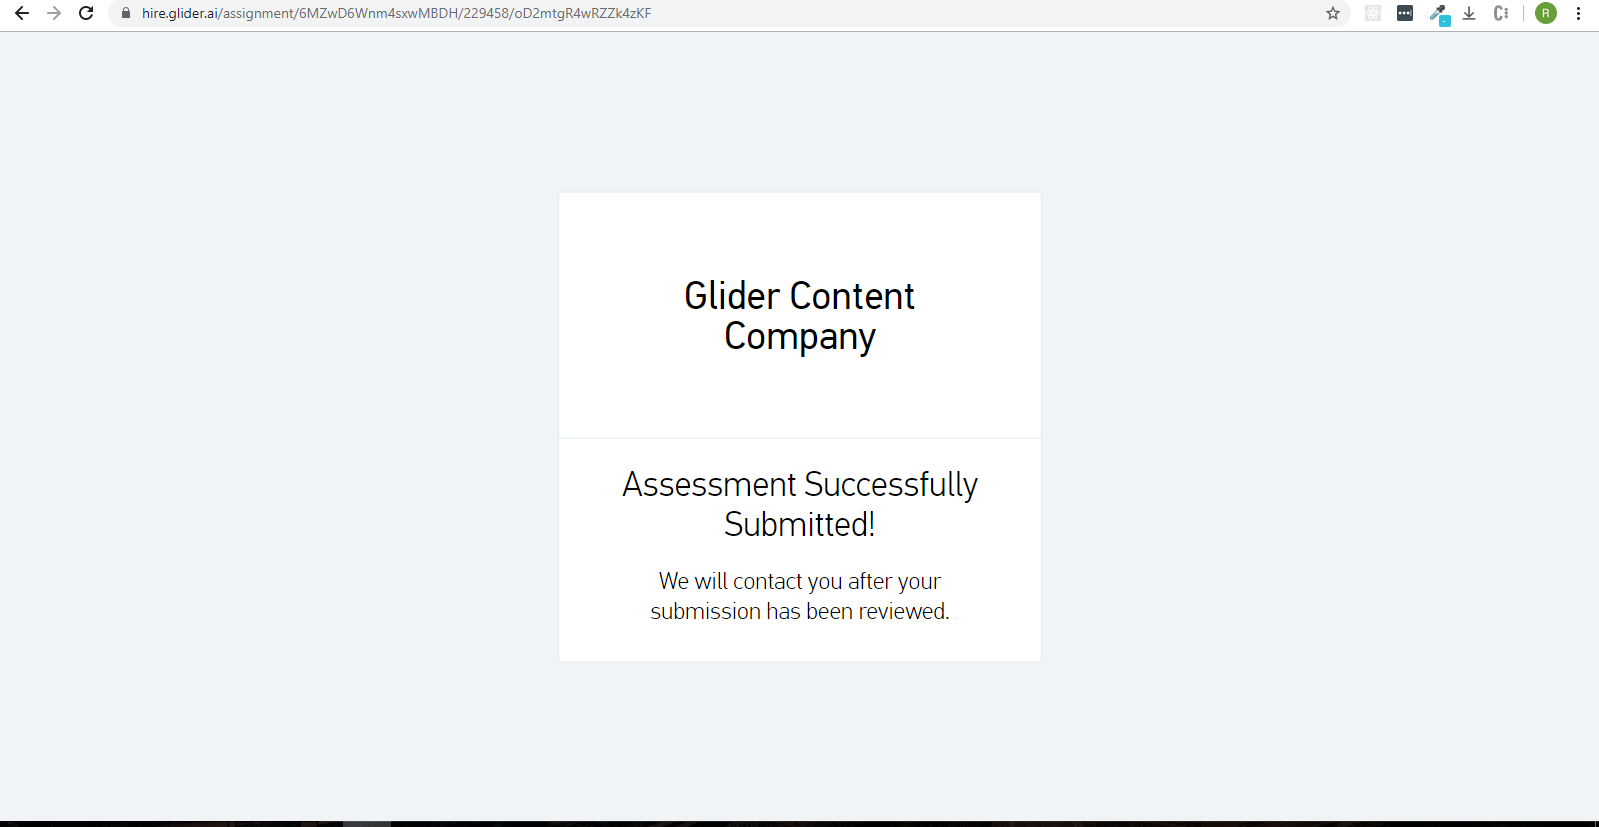 hire.glider.ai/assignment/6MZwD6Wnm4sxwMBDH/229458/oD2mtgR4wRZZk4zKF
R
Glider Content
Company
Assessment Successfully
Submitted!
We will contact you after your
submission has been reviewed.